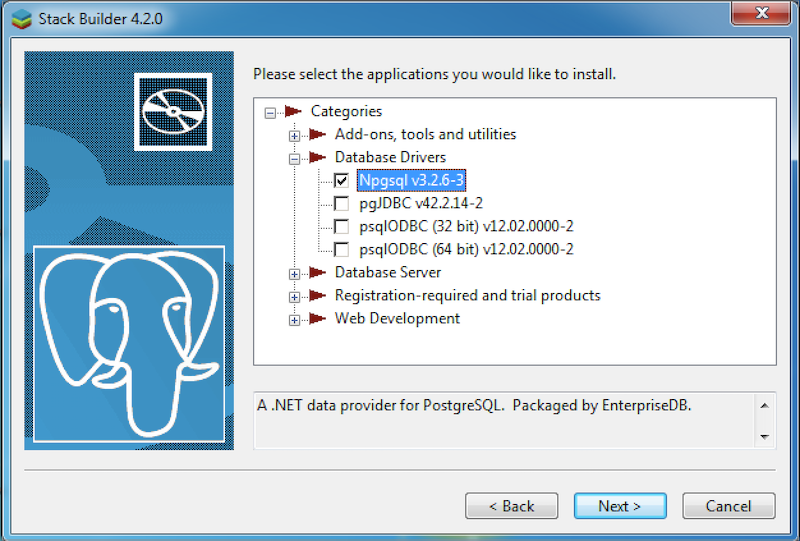 Stack Builder 4.2.0
Please select the applications you would like to install.
Categories
Add-ons, tools and utilities
Database Drivers
Npgsql v3.2.6-3
pgJDBC v42.2.14-2
psqlODBC (32 bit) v12.02.0000-2
psqlODBC (64 bit) v12.02.0000-2
Database Server
Registration-required and trial products
Web Development
A .NET data provider for PostgreSQL.  Packaged by EnterpriseDB.
< Back
Next >
Cancel